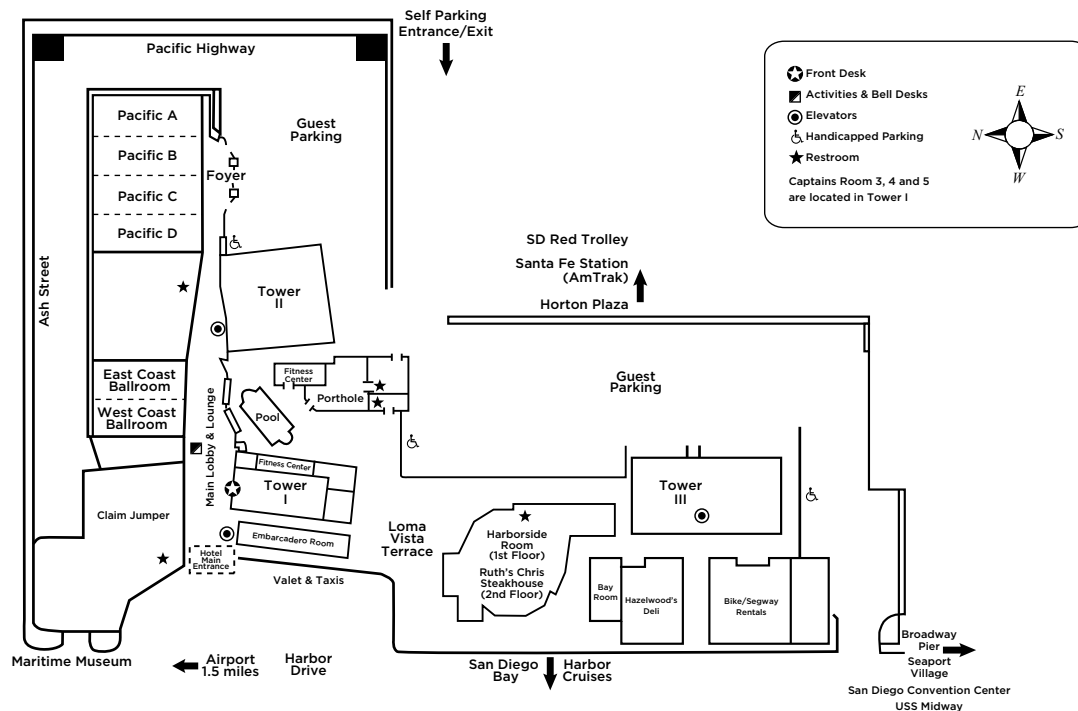 Self Parking
Entrance/Exit
Pacific Highway
Front Desk
Activities & Bell Desks
Elevators
Handicapped Parking
Restroom
Captains Room 3, 4 and 5
are located in Tower I
E
N
S
W
Pacific A
Pacific B
Pacific C
Pacific D
Guest
Parking
Foyer
Ash Street
Tower
II
SD Red Trolley
Santa Fe Station
(AmTrak)
Horton Plaza
East Coast
Ballroom
West Coast
Ballroom
Main Lobby & Lounge
Fitness
Center
Porthole
Pool
Guest
Parking
Fitness Center
Tower
I
Tower
III
Claim Jumper
Embarcadero Room
Hotel
Main
Entrance
Valet & Taxis
Loma
Vista
Terrace
Harborside
Room
(1st Floor)
Ruth's Chris
Steakhouse
(2nd Floor)
Bay
Room
Hazelwood's
Deli
Bike/Segway
Rentals
Maritime Museum
Airport
1.5 miles
Harbor
Drive
San Diego
Bay
Harbor
Cruises
Broadway
Pier
Seaport
Village
San Diego Convention Center
USS Midway